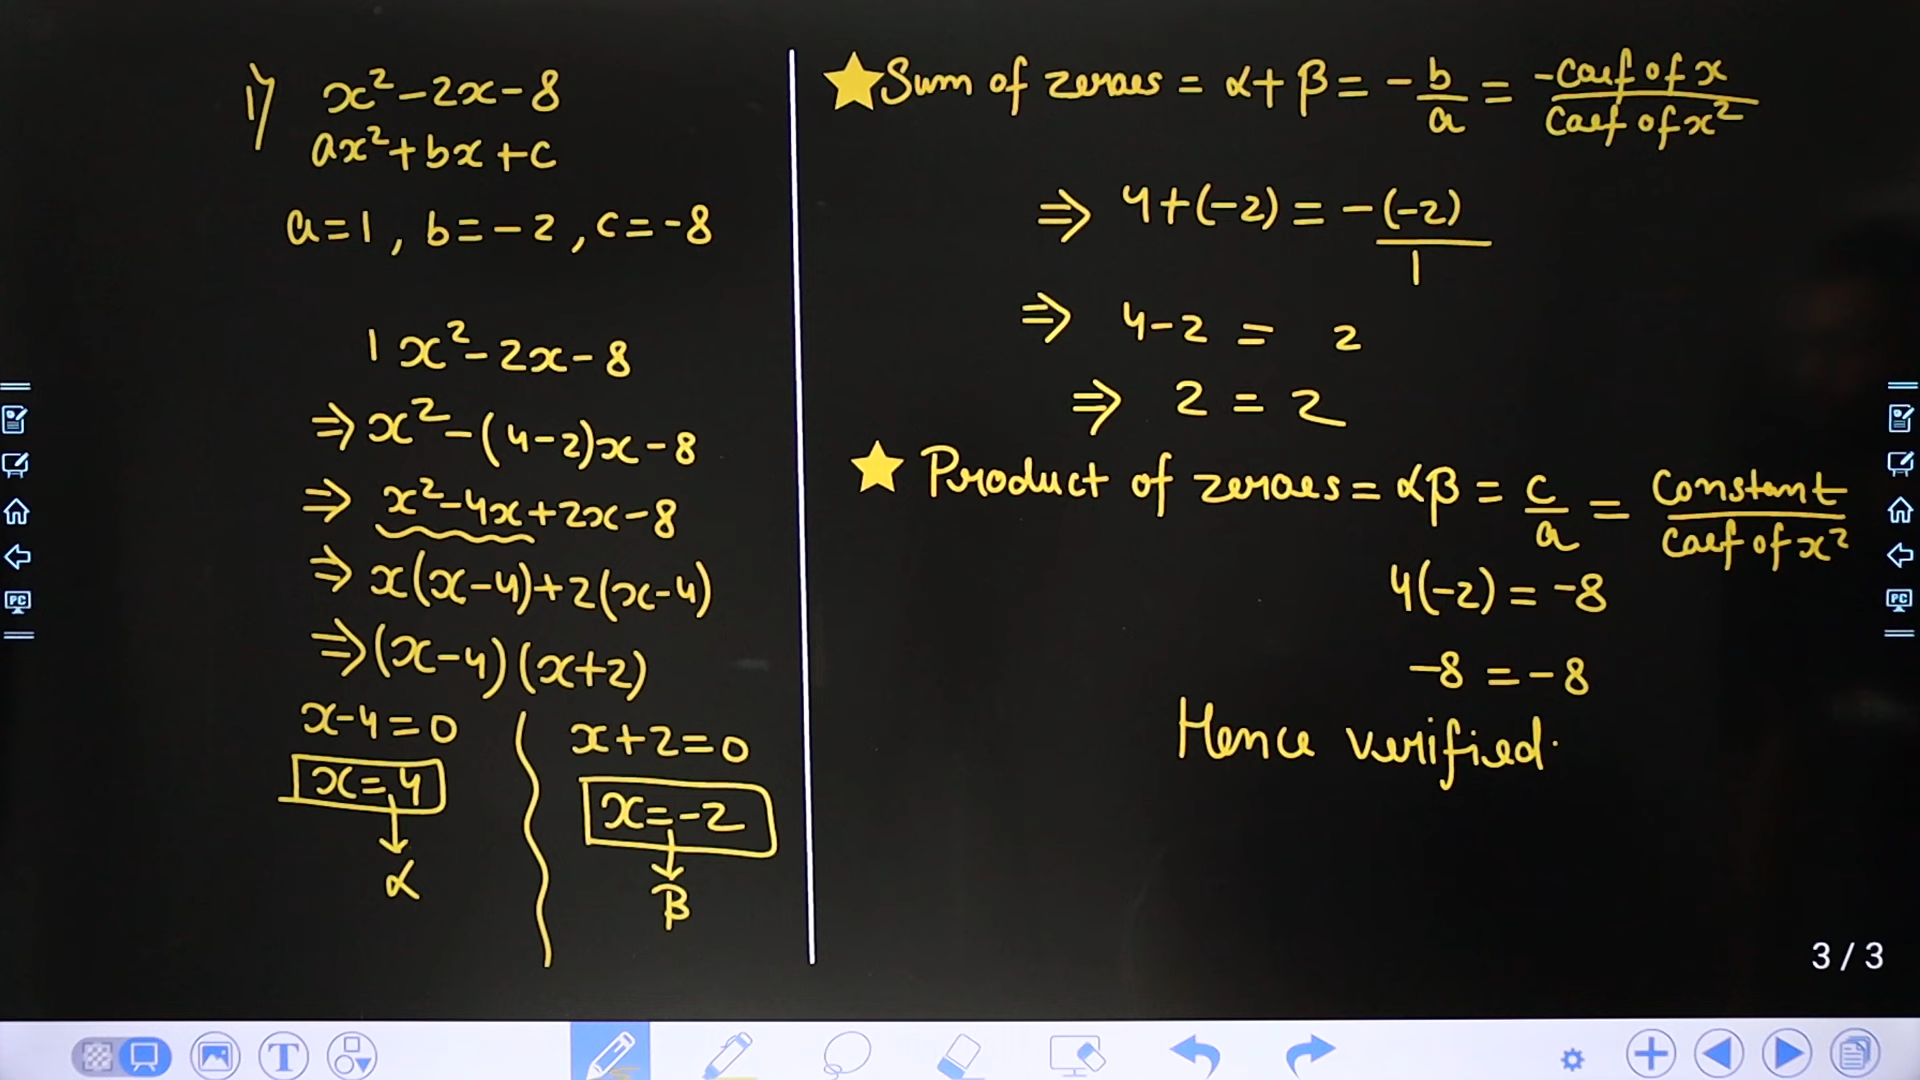 1) x²-2x-8
ax²+bx+c
a=1, b=-2, c=-8
1x²-2x-8
⇒ x²-(4-2)x-8
⇒ x²-4x+2x-8
⇒ x(x-4)+2(x-4)
⇒ (x-4)(x+2)
x-4=0
x=4
α
x+2=0
x=-2
β
★ Sum of zeroes = α+β = -b/a = -Coef of x / Coef of x²
⇒ 4+(-2) = -(-2)/1
⇒ 4-2 = 2
⇒ 2 = 2
★ Product of zeroes = αβ = c/a = Constant / Coef of x²
4(-2) = -8
-8 = -8
Hence verified.
3 / 3
PC
PC
T